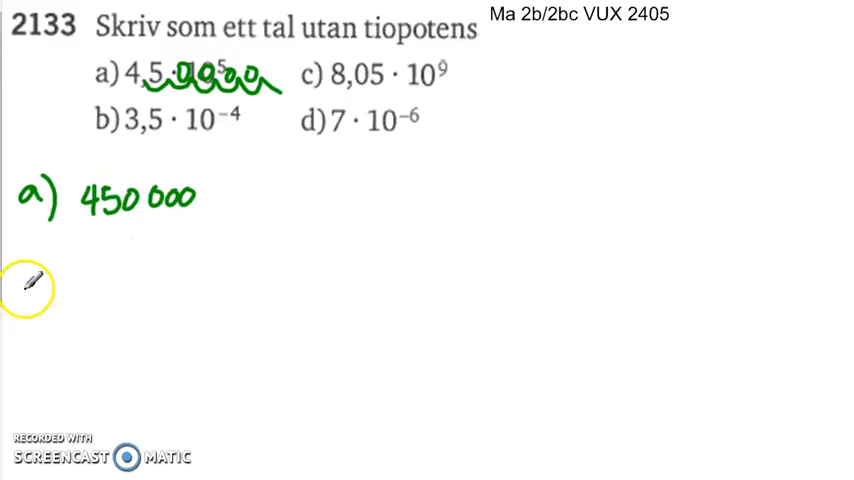 Ma 2b/2bc VUX 2405
2133 Skriv som ett tal utan tiopotens
a) 4,5 · 10⁵ c) 8,05 · 10⁹
b) 3,5 · 10⁻⁴ d) 7 · 10⁻⁶
a) 450 000
RECORDED WITH
SCREENCAST MATIC